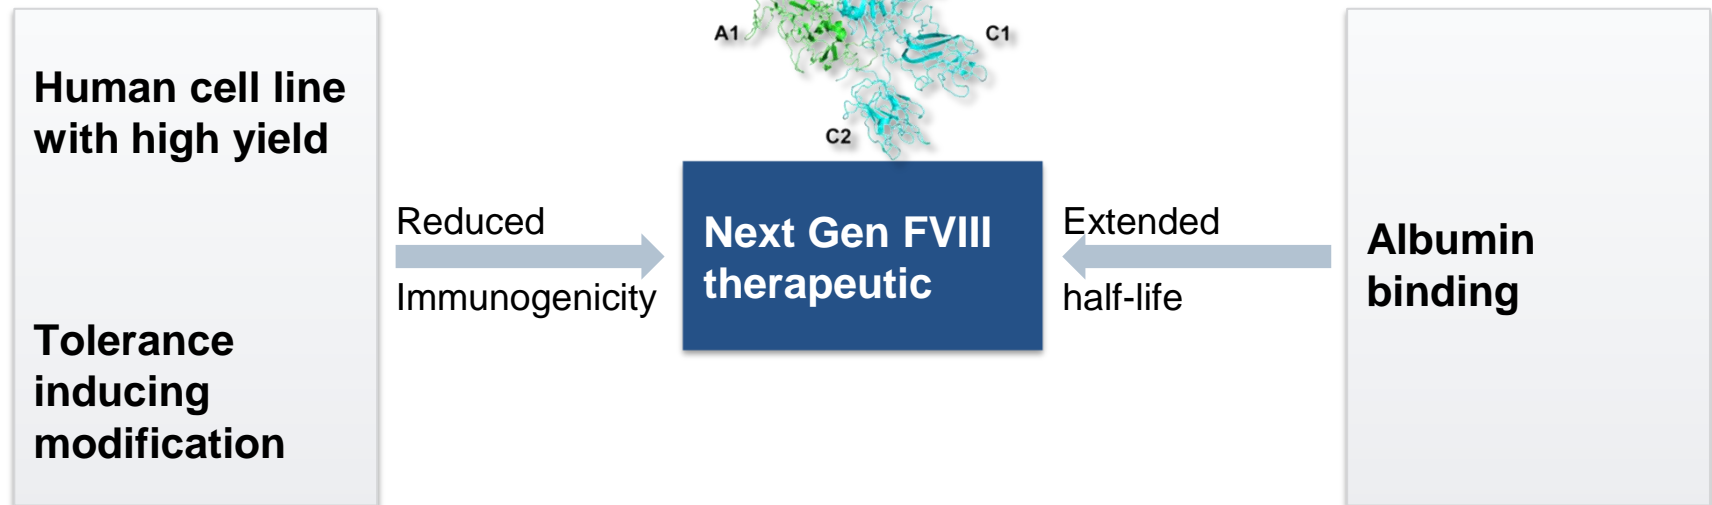 A1
C1
C2
Human cell line
with high yield
Tolerance
inducing
modification
Reduced
Immunogenicity
Next Gen FVIII
therapeutic
Extended
half-life
Albumin
binding